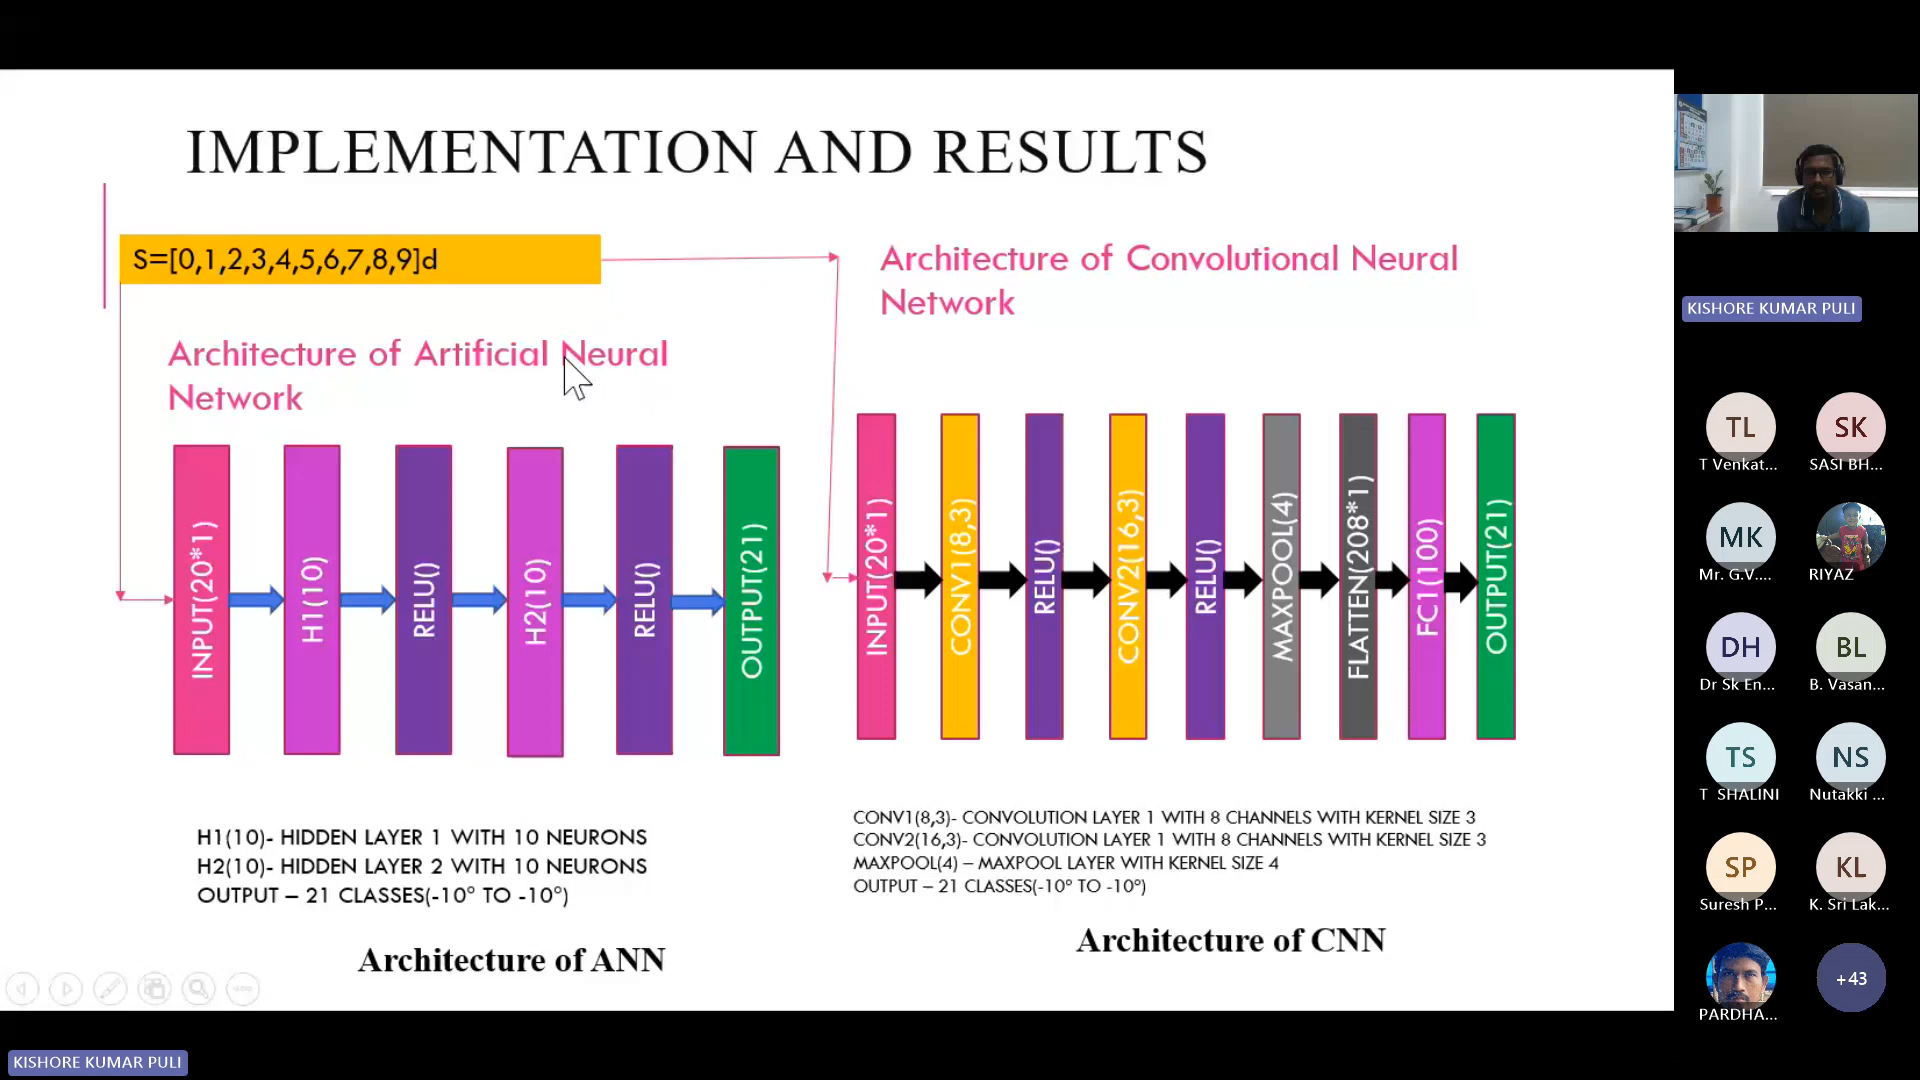 IMPLEMENTATION AND RESULTS
S=[0,1,2,3,4,5,6,7,8,9]d
Architecture of Artificial Neural
Network
INPUT(20*1)
H1(10)
RELU()
H2(10)
RELU()
OUTPUT(21)
H1(10)- HIDDEN LAYER 1 WITH 10 NEURONS
H2(10)- HIDDEN LAYER 2 WITH 10 NEURONS
OUTPUT – 21 CLASSES(-10° TO -10°)
Architecture of ANN
Architecture of Convolutional Neural
Network
INPUT(20*1)
CONV1(8,3)
RELU()
CONV2(16,3)
RELU()
MAXPOOL(4)
FLATTEN(208*1)
FC1(100)
OUTPUT(21)
CONV1(8,3)- CONVOLUTION LAYER 1 WITH 8 CHANNELS WITH KERNEL SIZE 3
CONV2(16,3)- CONVOLUTION LAYER 1 WITH 8 CHANNELS WITH KERNEL SIZE 3
MAXPOOL(4) – MAXPOOL LAYER WITH KERNEL SIZE 4
OUTPUT – 21 CLASSES(-10° TO -10°)
Architecture of CNN
KISHORE KUMAR PULI
TL
T Venkat...
SK
SASI BH...
MK
Mr. G.V....
RIYAZ
DH
Dr Sk En...
BL
B. Vasan...
TS
T SHALINI
NS
Nutakki ...
SP
Suresh P...
KL
K. Sri Lak...
PARDHA...
+43
KISHORE KUMAR PULI